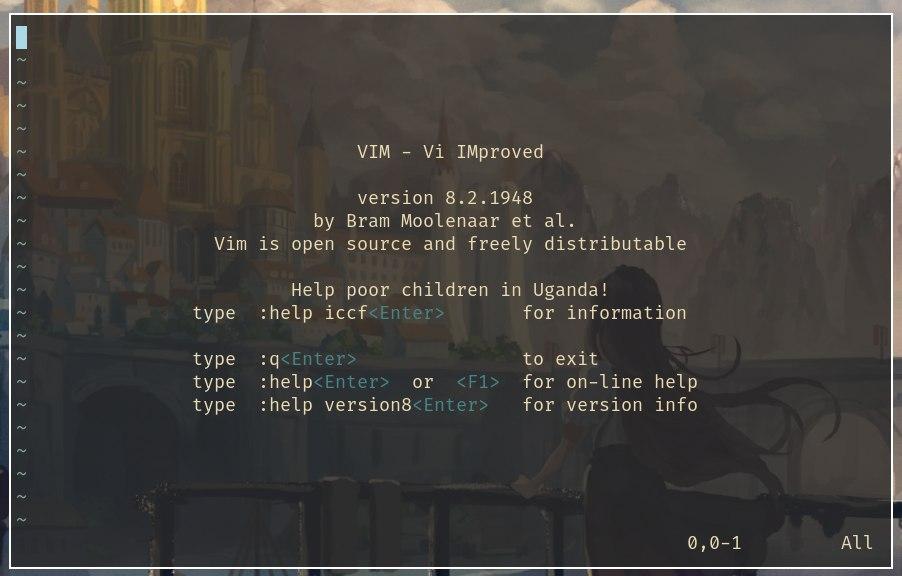 ~
~
~
~
~ VIM - Vi IMproved
~
~ version 8.2.1948
~ by Bram Moolenaar et al.
~ Vim is open source and freely distributable
~
~ Help poor children in Uganda!
~ type :help iccf<Enter> for information
~
~ type :q<Enter> to exit
~ type :help<Enter> or <F1> for on-line help
~ type :help version8<Enter> for version info
~
~
~
~
~
0,0-1 All